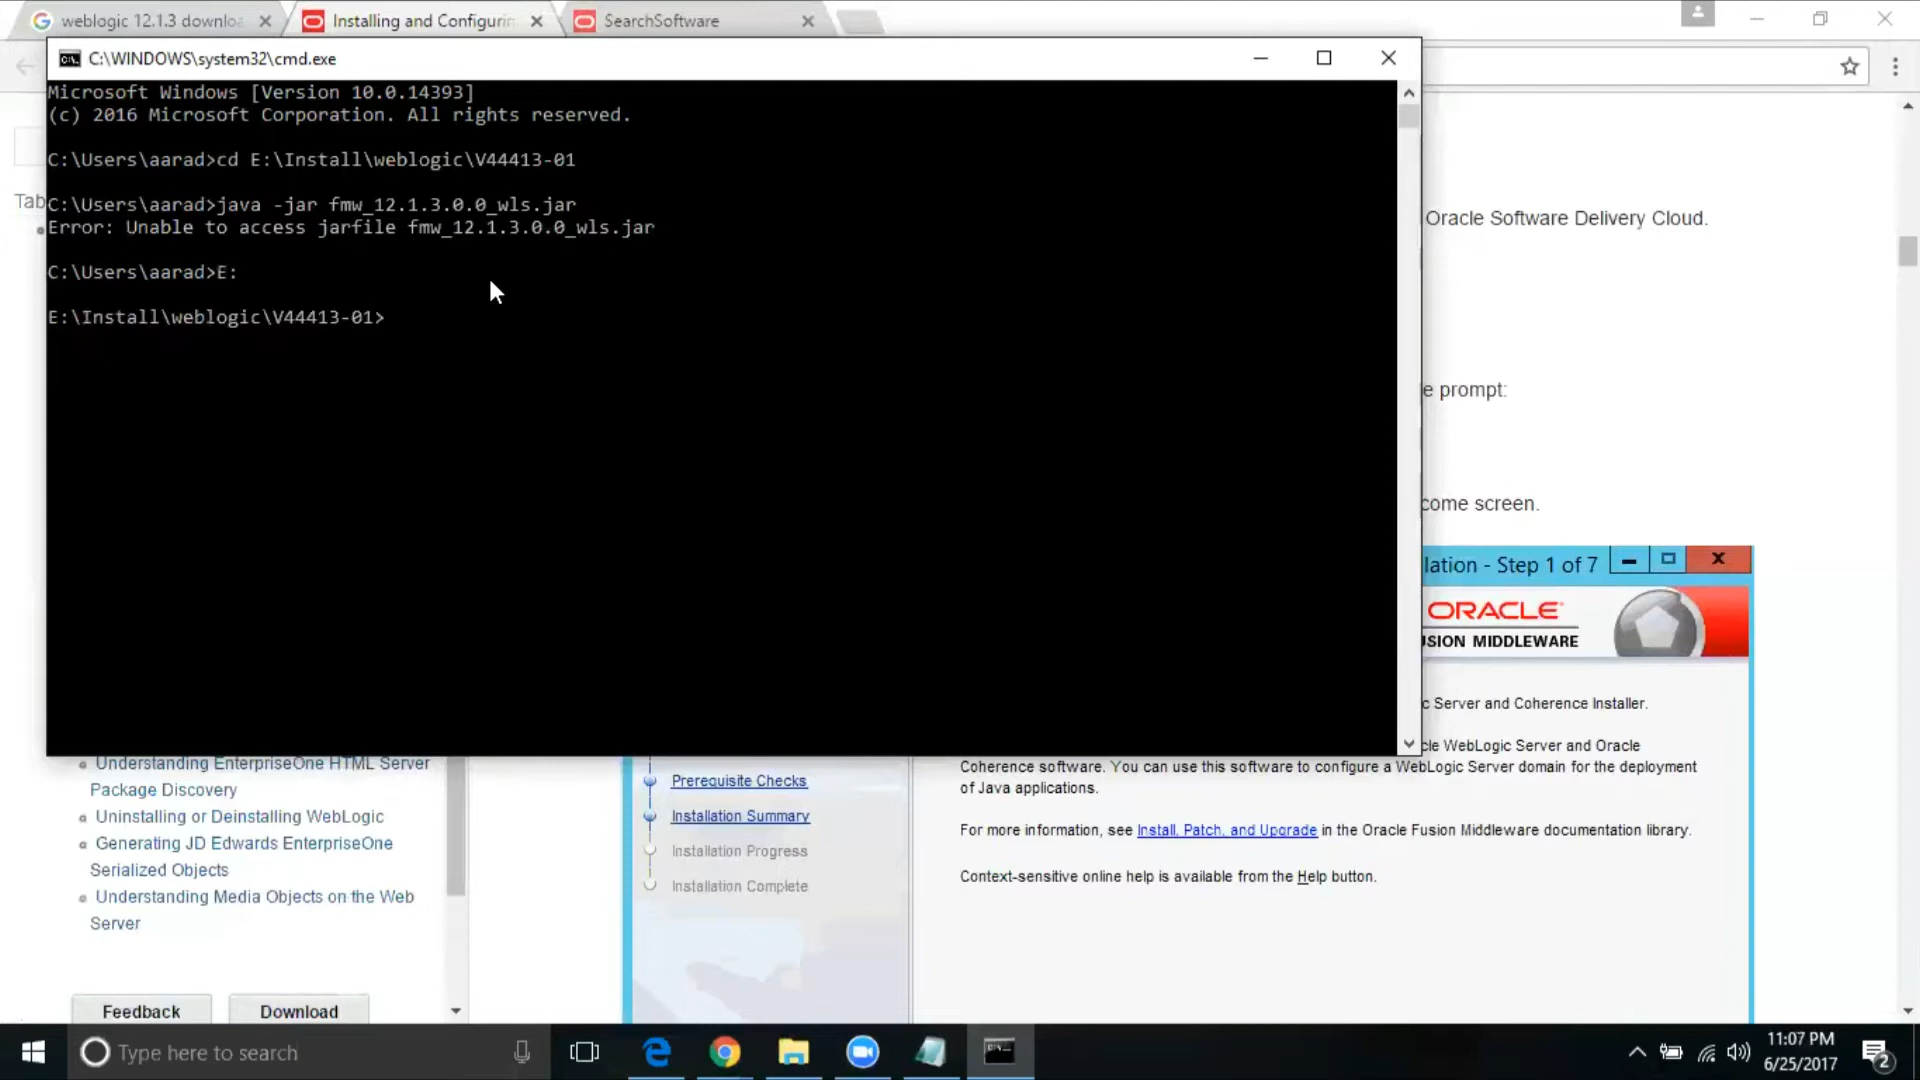 weblogic 12.1.3 downloa
Installing and Configurin
SearchSoftware
C:\WINDOWS\system32\cmd.exe
Microsoft Windows [Version 10.0.14393]
(c) 2016 Microsoft Corporation. All rights reserved.
C:\Users\aarad>cd E:\Install\weblogic\V44413-01
Tab
C:\Users\aarad>java -jar fmw_12.1.3.0.0_wls.jar
Error: Unable to access jarfile fmw_12.1.3.0.0_wls.jar
Oracle Software Delivery Cloud.
C:\Users\aarad>E:
E:\Install\weblogic\V44413-01>
e prompt:
come screen.
lation - Step 1 of 7
ORACLE
USION MIDDLEWARE
c Server and Coherence Installer.
cle WebLogic Server and Oracle
Coherence software. You can use this software to configure a WebLogic Server domain for the deployment
of Java applications.
For more information, see Install, Patch, and Upgrade in the Oracle Fusion Middleware documentation library.
Context-sensitive online help is available from the Help button.
Prerequisite Checks
Installation Summary
Installation Progress
Installation Complete
Understanding EnterpriseOne HTML Server
Package Discovery
Uninstalling or Deinstalling WebLogic
Generating JD Edwards EnterpriseOne
Serialized Objects
Understanding Media Objects on the Web
Server
Feedback
Download
Type here to search
11:07 PM
6/25/2017
2